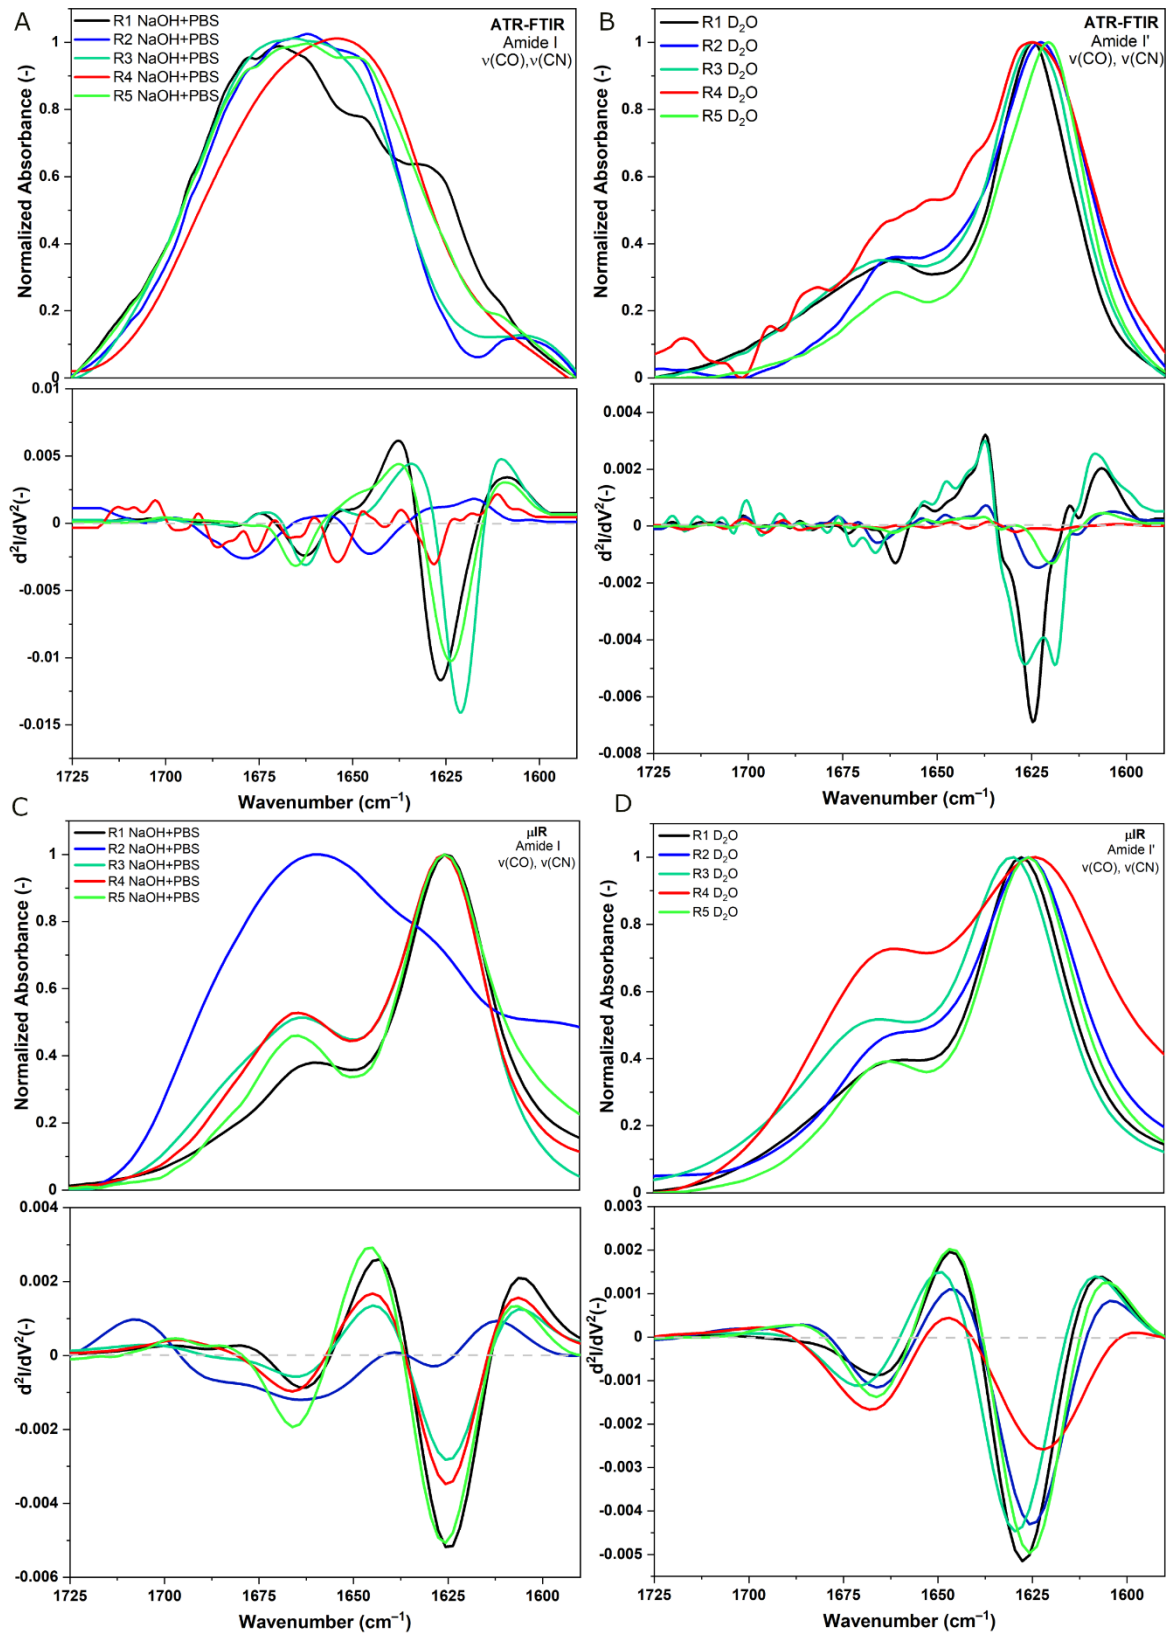 A
R1 NaOH+PBS
R2 NaOH+PBS
R3 NaOH+PBS
R4 NaOH+PBS
R5 NaOH+PBS
ATR-FTIR
Amide I
ν(CO),ν(CN)
Normalized Absorbance (-)
1
0.8
0.6
0.4
0.2
0
d²I/dV²(-)
0.01
0.005
0
-0.005
-0.01
-0.015
1725 1700 1675 1650 1625 1600
Wavenumber (cm⁻¹)
B
R1 D₂O
R2 D₂O
R3 D₂O
R4 D₂O
R5 D₂O
ATR-FTIR
Amide I'
ν(CO), ν(CN)
Normalized Absorbance (-)
1
0.8
0.6
0.4
0.2
0
d²I/dV²(-)
0.004
0.002
0
-0.002
-0.004
-0.006
-0.008
1725 1700 1675 1650 1625 1600
Wavenumber (cm⁻¹)
C
R1 NaOH+PBS
R2 NaOH+PBS
R3 NaOH+PBS
R4 NaOH+PBS
R5 NaOH+PBS
μIR
Amide I
ν(CO), ν(CN)
Normalized Absorbance (-)
1
0.8
0.6
0.4
0.2
0
d²I/dV²(-)
0.004
0.002
0
-0.002
-0.004
-0.006
1725 1700 1675 1650 1625 1600
Wavenumber (cm⁻¹)
D
R1 D₂O
R2 D₂O
R3 D₂O
R4 D₂O
R5 D₂O
μIR
Amide I'
ν(CO), ν(CN)
Normalized Absorbance (-)
1
0.8
0.6
0.4
0.2
0
d²I/dV²(-)
0.003
0.002
0.001
0
-0.001
-0.002
-0.003
-0.004
-0.005
1725 1700 1675 1650 1625 1600
Wavenumber (cm⁻¹)